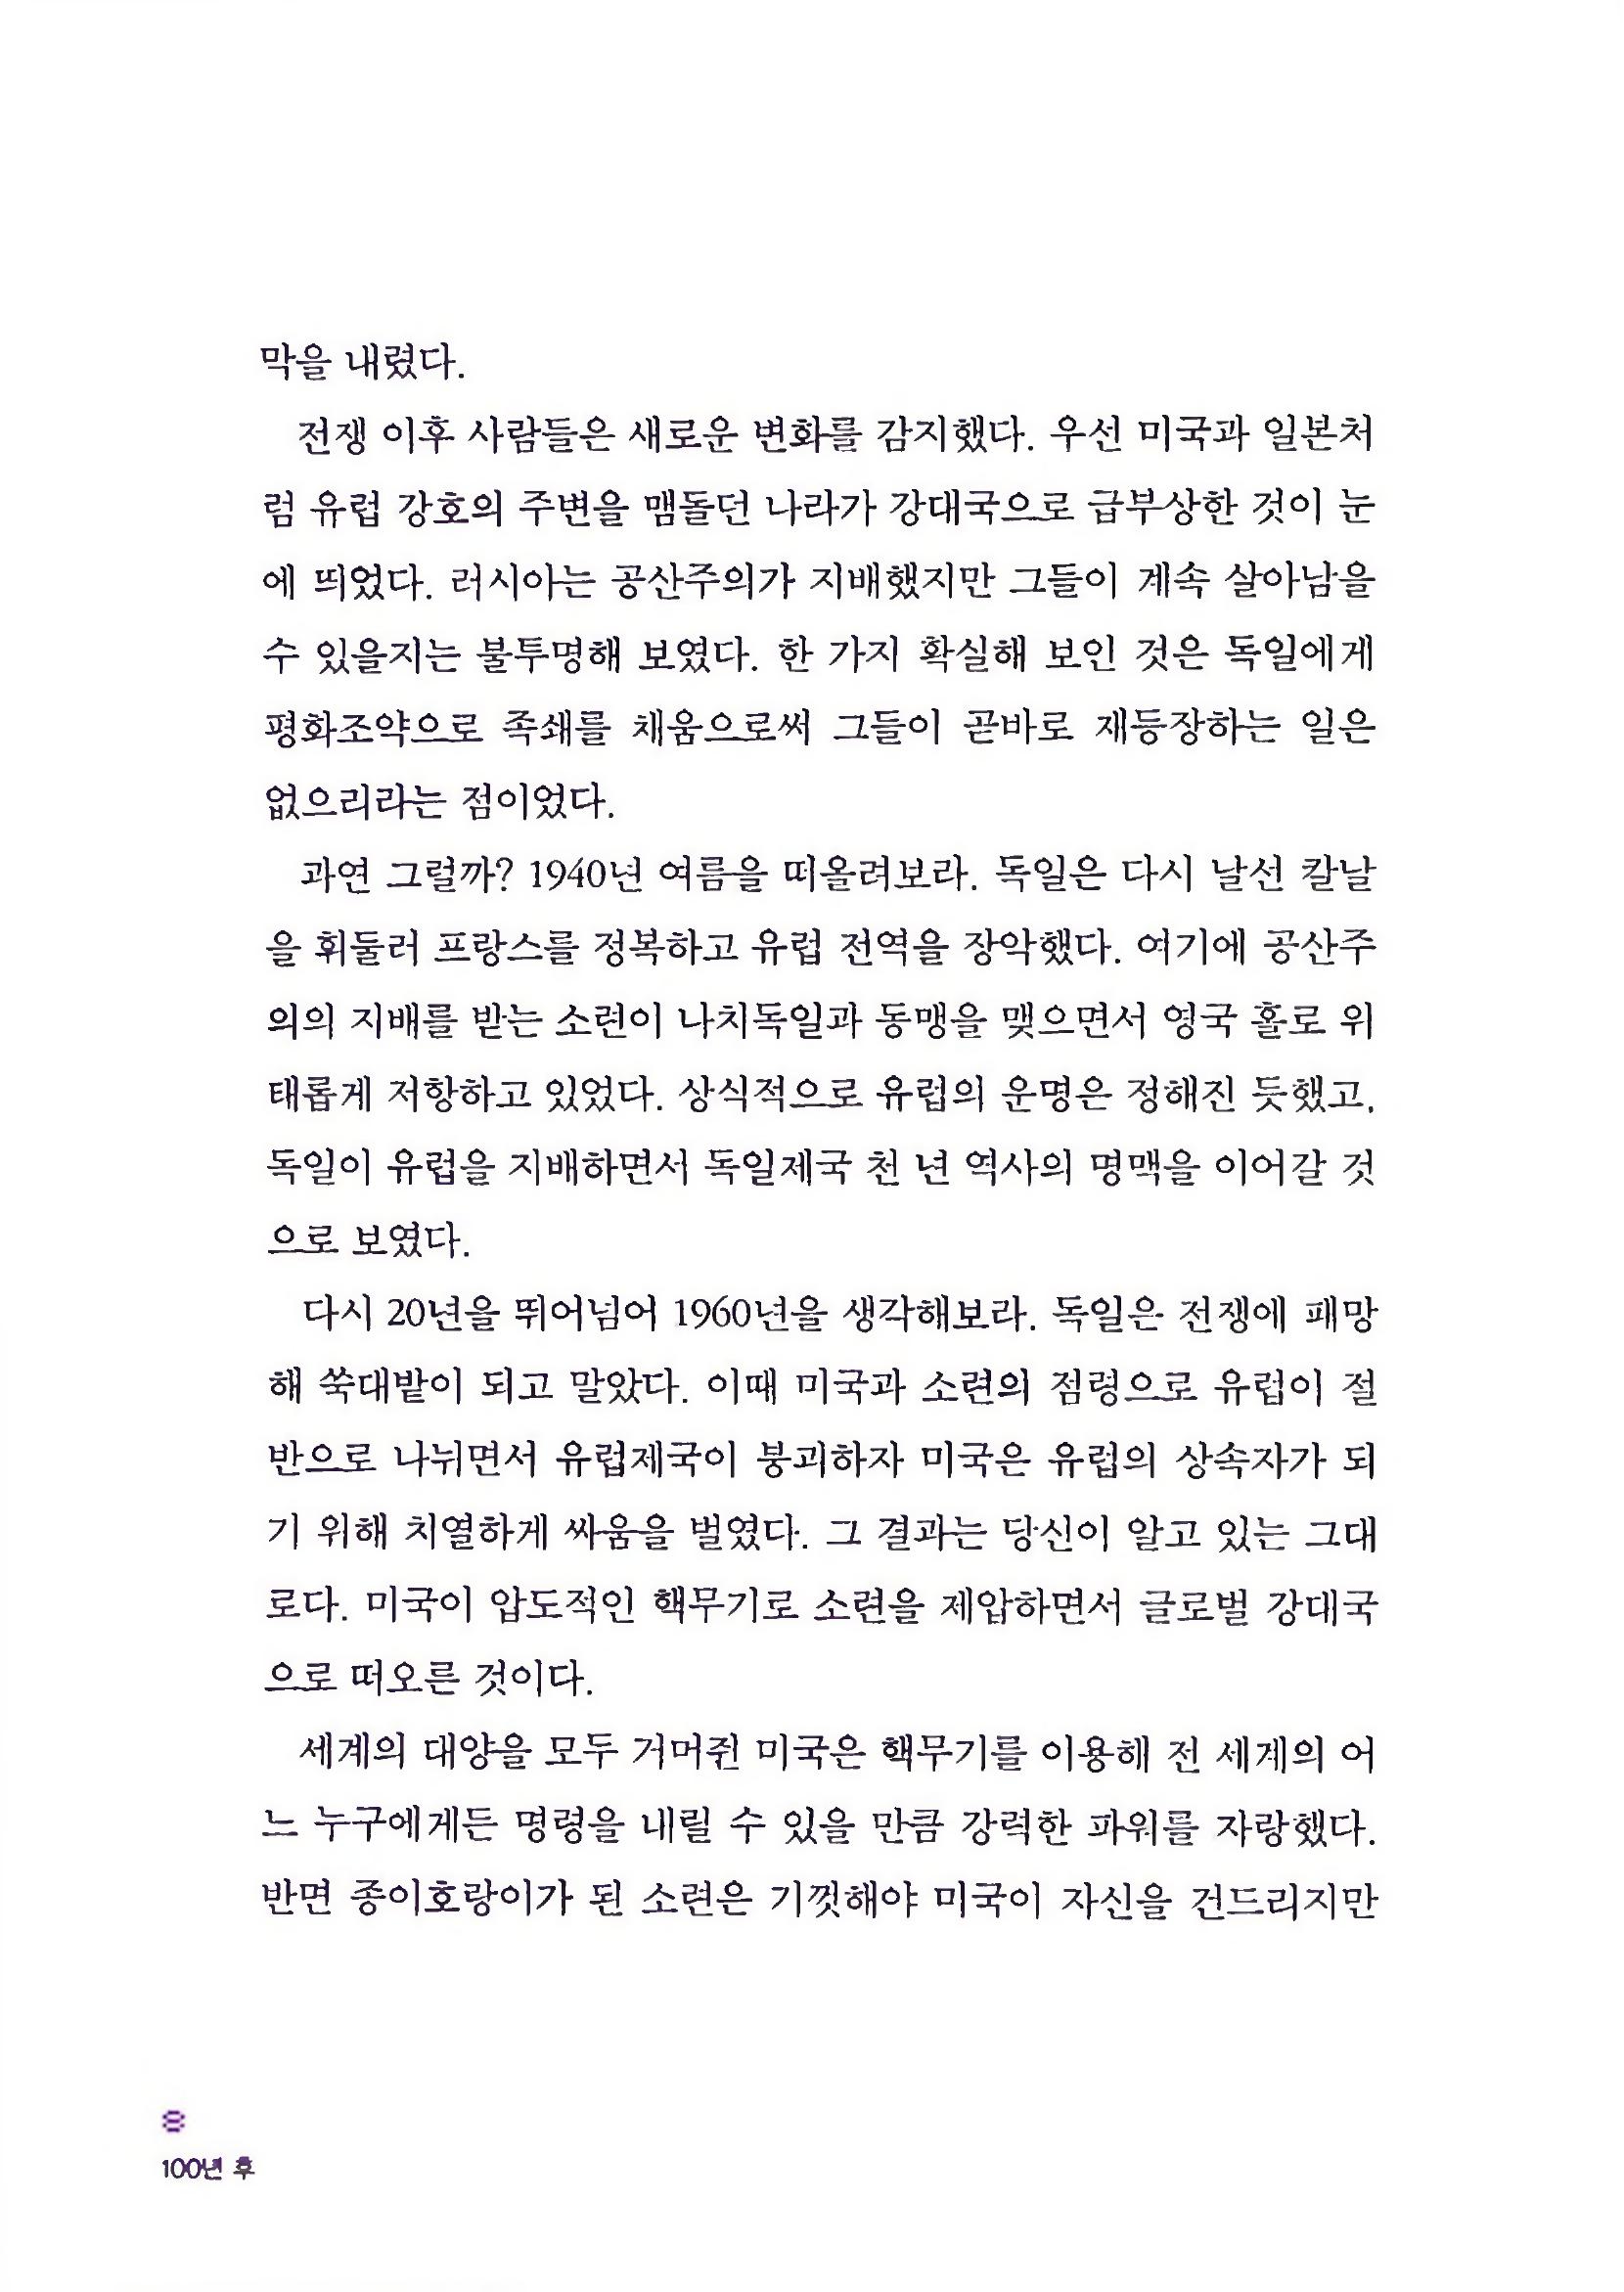 막을 내렸다.
전쟁 이후 사람들은 새로운 변화를 감지했다. 우선 미국과 일본처
럼 유럽 강호의 주변을 맴돌던 나라가 강대국으로 급부상한 것이 눈
에 띄었다. 러시아는 공산주의가 지배했지만 그들이 계속 살아남을
수 있을지는 불투명해 보였다. 한 가지 확실해 보인 것은 독일에게
평화조약으로 족쇄를 채움으로써 그들이 곧바로 재등장하는 일은
없으리라는 점이었다.
과연 그럴까? 1940년 여름을 떠올려보라. 독일은 다시 날선 칼날
을 휘둘러 프랑스를 정복하고 유럽 전역을 장악했다. 여기에 공산주
의의 지배를 받는 소련이 나치독일과 동맹을 맺으면서 영국 홀로 위
태롭게 저항하고 있었다. 상식적으로 유럽의 운명은 정해진 듯했고,
독일이 유럽을 지배하면서 독일제국 천 년 역사의 명맥을 이어갈 것
으로 보였다.
다시 20년을 뛰어넘어 1960년을 생각해보라. 독일은 전쟁에 패망
해 쑥대밭이 되고 말았다. 이때 미국과 소련의 점령으로 유럽이 절
반으로 나뉘면서 유럽제국이 붕괴하자 미국은 유럽의 상속자가 되
기 위해 치열하게 싸움을 벌였다. 그 결과는 당신이 알고 있는 그대
로다. 미국이 압도적인 핵무기로 소련을 제압하면서 글로벌 강대국
으로 떠오른 것이다.
세계의 대양을 모두 거머쥔 미국은 핵무기를 이용해 전 세계의 어
느 누구에게든 명령을 내릴 수 있을 만큼 강력한 파워를 자랑했다.
반면 종이호랑이가 된 소련은 기껏해야 미국이 자신을 건드리지만
8
100년 후